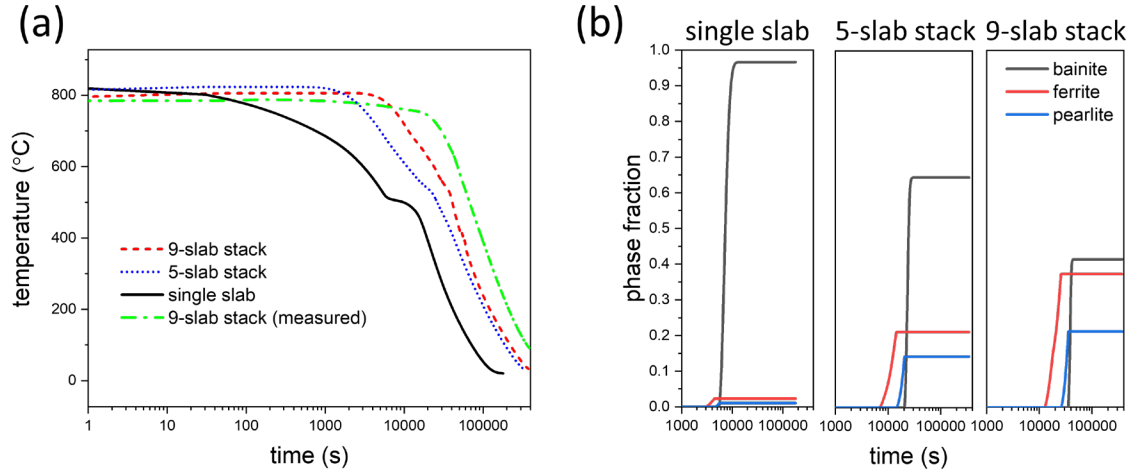 (a)
temperature (°C)
800
600
400
200
0
9-slab stack
5-slab stack
single slab
9-slab stack (measured)
1
10
100
1000
10000
100000
time (s)
(b)
single slab
5-slab stack
9-slab stack
phase fraction
1.0
0.9
0.8
0.7
0.6
0.5
0.4
0.3
0.2
0.1
0.0
bainite
ferrite
pearlite
1000 10000 100000
1000 10000 100000
1000 10000 100000
time (s)
time (s)
time (s)